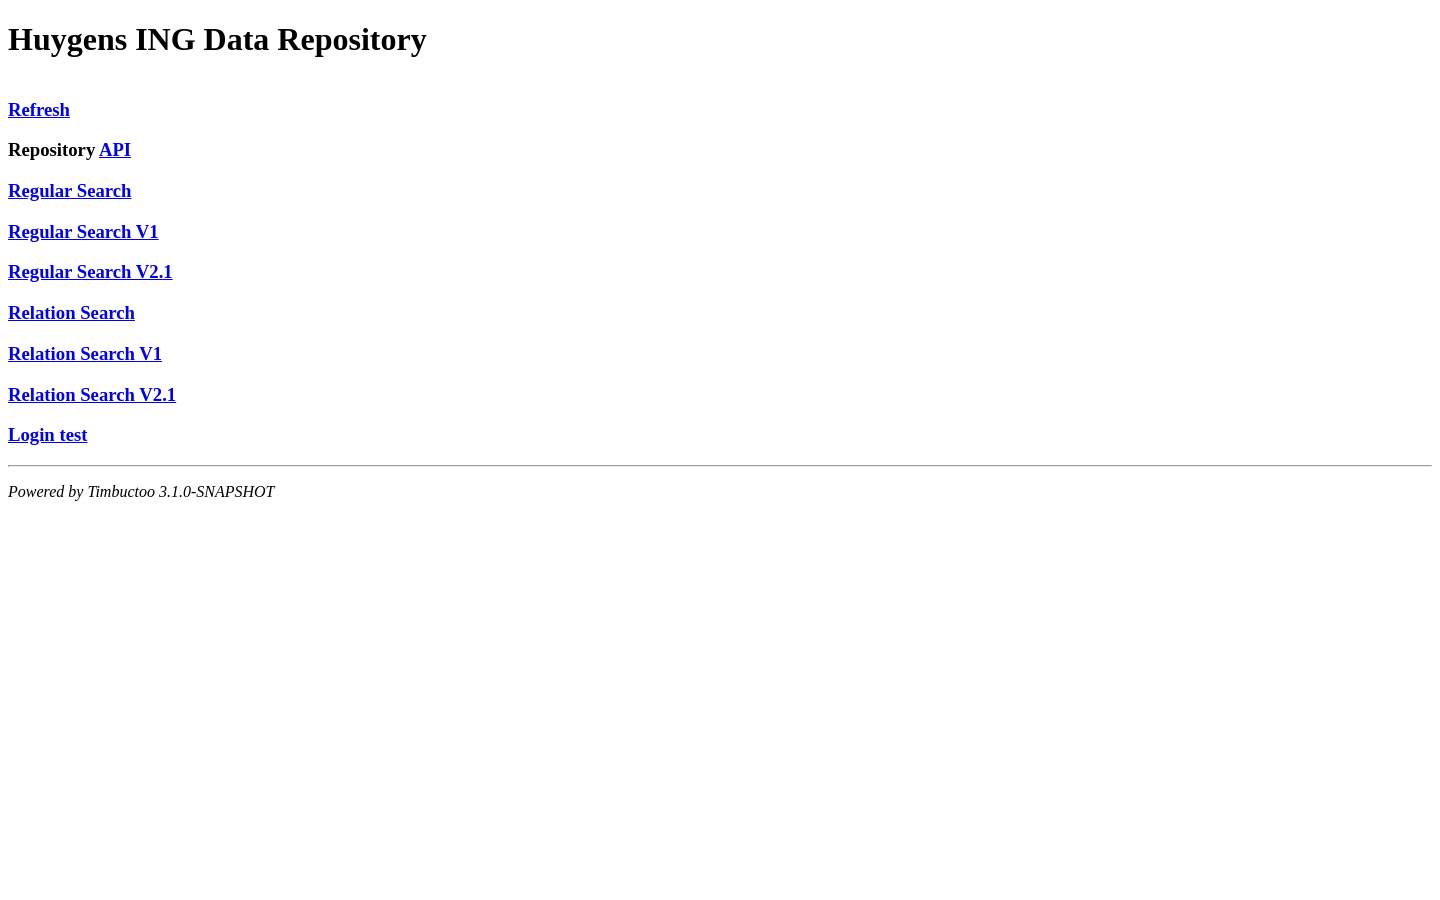 Huygens ING Data Repository
Refresh
Repository API
Regular Search
Regular Search V1
Regular Search V2.1
Relation Search
Relation Search V1
Relation Search V2.1
Login test
Powered by Timbuctoo 3.1.0-SNAPSHOT